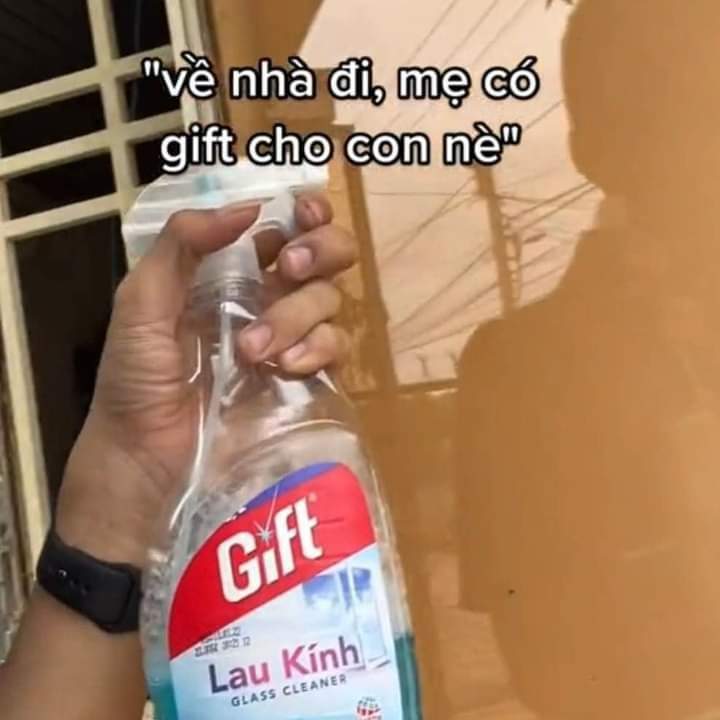 "về nhà đi, mẹ có
gift cho con nè"
Gift
Lau Kính
GLASS CLEANER